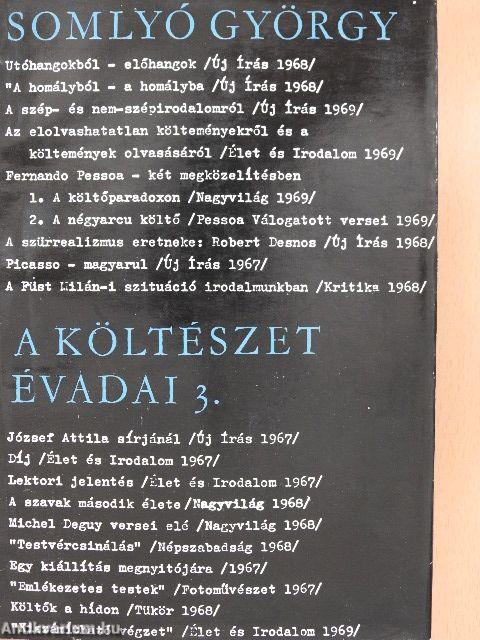 SOMLYÓ GYÖRGY
Utóhangokból - előhangok /Új Írás 1968/
"A homályból - a homályba /Új Írás 1968/
A szép- és nem-szépirodalomról /Új Írás 1969/
Az elolvashatatlan költeményekről és a
költemények olvasásáról /Élet és Irodalom 1969/
Fernando Pessoa - két megközelítésben
1. A költőparadoxon /Nagyvilág 1969/
2. A négyarcu költő /Pessoa Válogatott versei 1969/
A szürrealizmus eretneke: Robert Desnos /Új Írás 1968/
Picasso - magyarul /Új Írás 1967/
A Füst Milán-i szituáció irodalmunkban /Kritika 1968/
A KÖLTÉSZET
ÉVADAI 3.
József Attila sírjánál /Új Írás 1967/
Díj /Élet és Irodalom 1967/
Lektori jelentés /Élet és Irodalom 1967/
A szavak második élete /Nagyvilág 1968/
Michel Deguy versei elé /Nagyvilág 1968/
"Testvércsinálás" /Népszabadság 1968/
Egy kiállítás megnyitójára /1967/
"Emlékezetes testek" /Fotoművészet 1967/
Költők a hídon /Tükör 1968/
végzet" /Élet és Irodalom 1969/